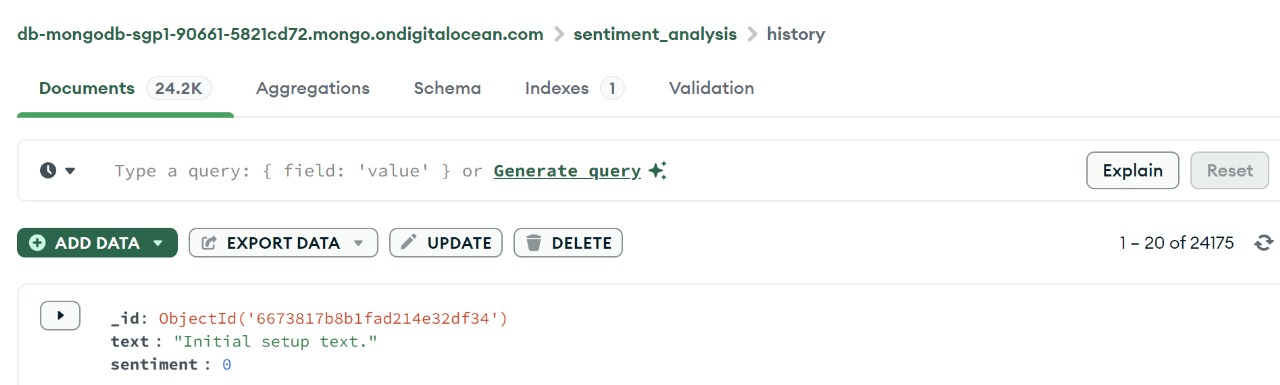 db-mongodb-sgp1-90661-5821cd72.mongo.ondigitalocean.com > sentiment_analysis > history
Documents 24.2K Aggregations Schema Indexes 1 Validation
Type a query: { field: 'value' } or Generate query Explain Reset
ADD DATA EXPORT DATA UPDATE DELETE 1 – 20 of 24175
_id: ObjectId('6673817b8b1fad214e32df34')
text : "Initial setup text."
sentiment : 0